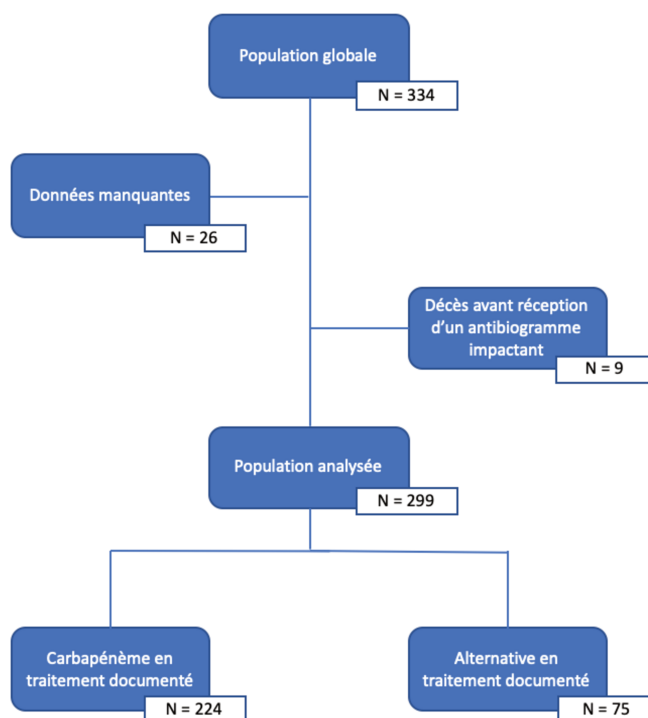 Population globale
N = 334
Données manquantes
N = 26
Décès avant réception
d'un antibiogramme
impactant
N = 9
Population analysée
N = 299
Carbapénème en
traitement documenté
N = 224
Alternative en
traitement documenté
N = 75